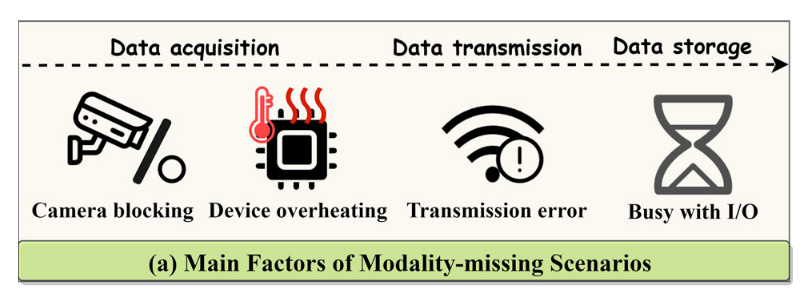 Data acquisition Data transmission Data storage
Camera blocking Device overheating Transmission error Busy with I/O
(a) Main Factors of Modality-missing Scenarios